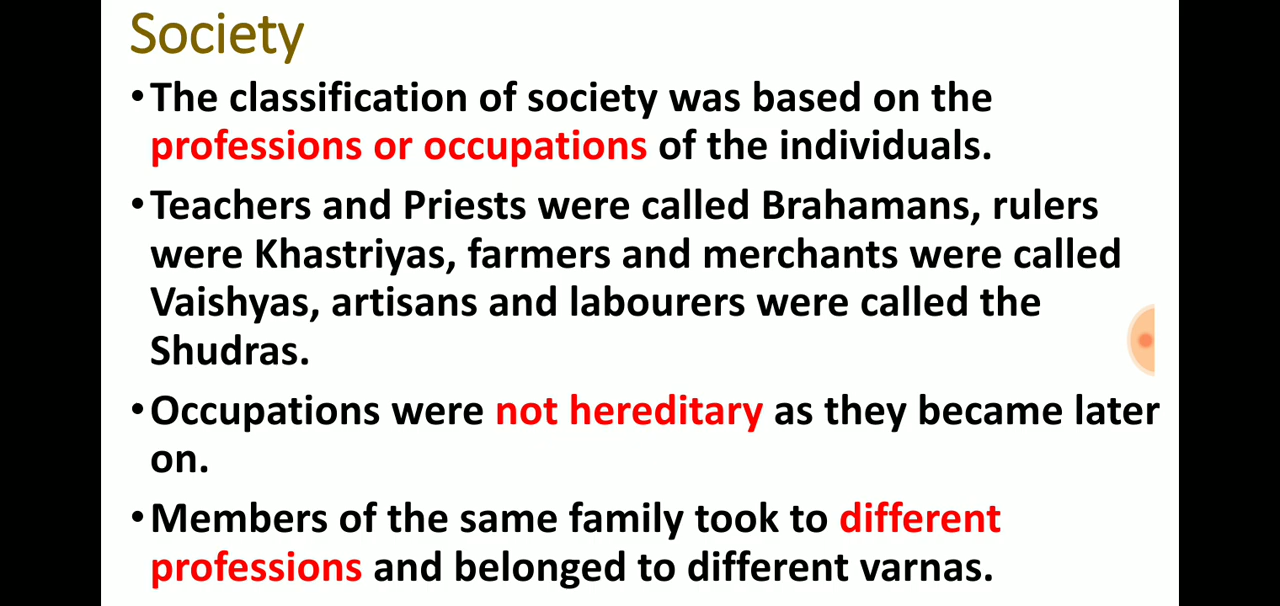 Society
•The classification of society was based on the
professions or occupations of the individuals.
•Teachers and Priests were called Brahamans, rulers
were Khastriyas, farmers and merchants were called
Vaishyas, artisans and labourers were called the
Shudras.
•Occupations were not hereditary as they became later
on.
•Members of the same family took to different
professions and belonged to different varnas.